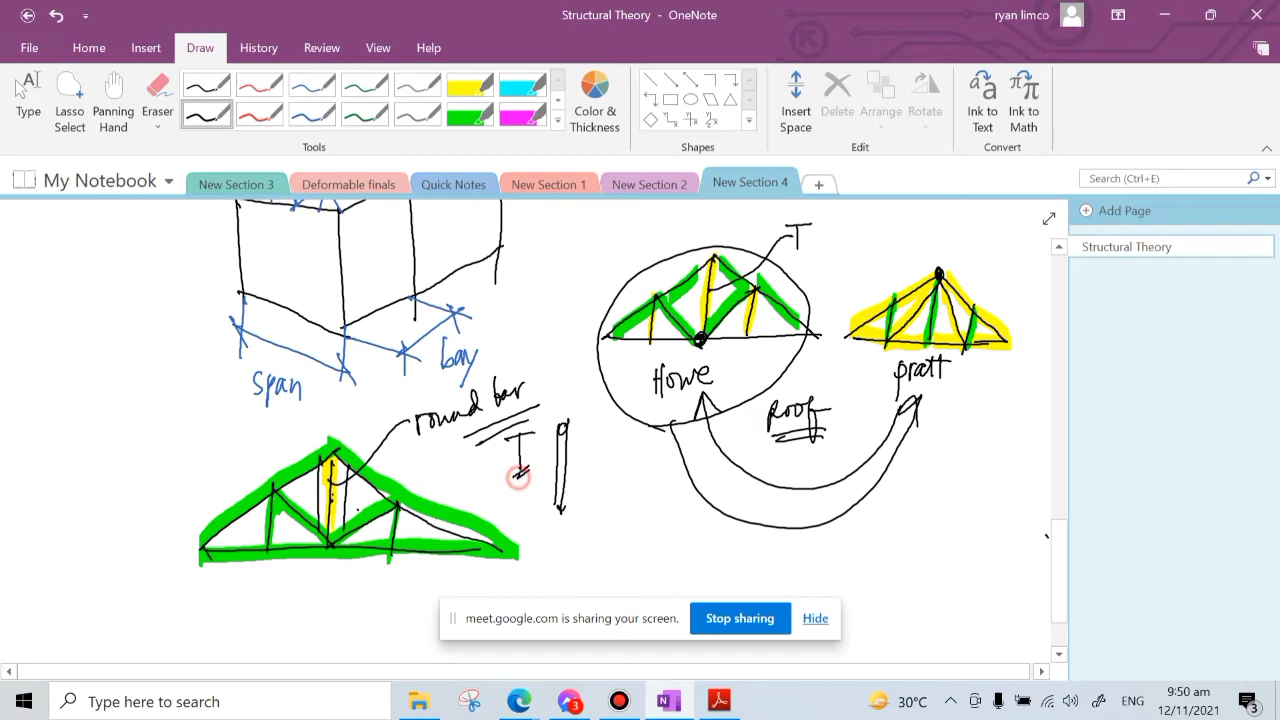 Structural Theory - OneNote
ryan limco
File Home Insert Draw History Review View Help
Type
Lasso Select
Panning Hand
Eraser
Color & Thickness
Insert Space
Delete
Arrange
Rotate
Ink to Text
Ink to Math
Tools
Shapes
Edit
Convert
My Notebook
New Section 3
Deformable finals
Quick Notes
New Section 1
New Section 2
New Section 4
Search (Ctrl+E)
Add Page
Structural Theory
T
span
bay
Howe
pratt
Roof
round bar
T
meet.google.com is sharing your screen.
Stop sharing
Hide
Type here to search
3
30°C
ENG
9:50 am
12/11/2021
3